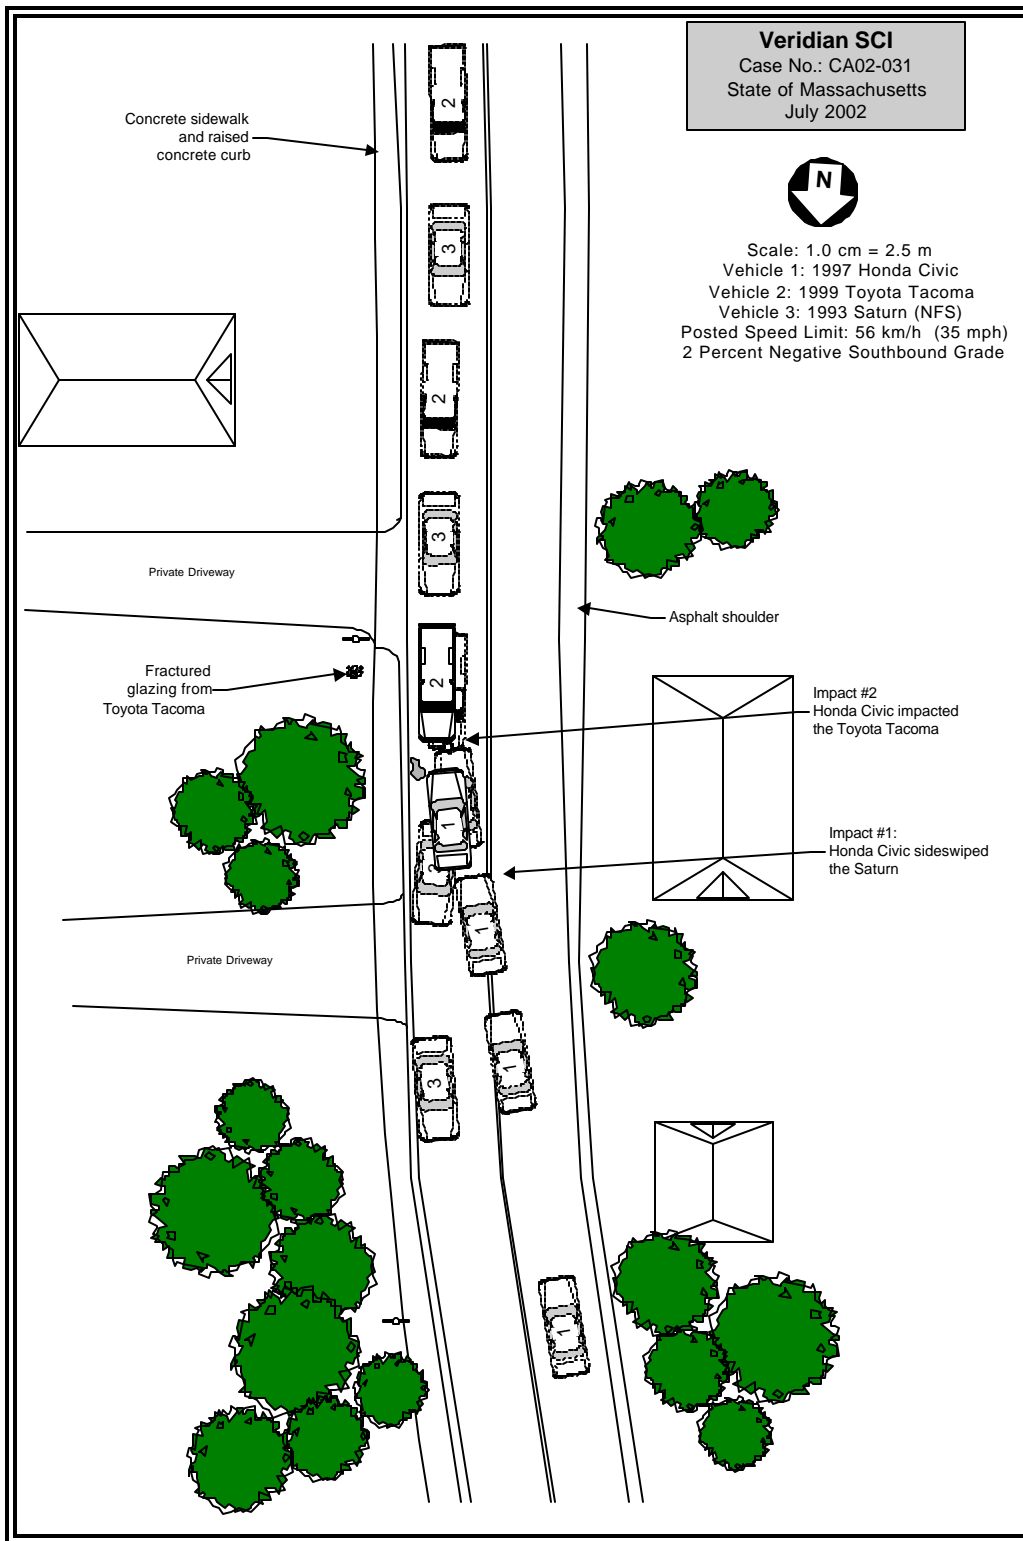 Veridian SCI
Case No.: CA02-031
State of Massachusetts
July 2002
N
Scale: 1.0 cm = 2.5 m
Vehicle 1: 1997 Honda Civic
Vehicle 2: 1999 Toyota Tacoma
Vehicle 3: 1993 Saturn (NFS)
Posted Speed Limit: 56 km/h (35 mph)
2 Percent Negative Southbound Grade
Concrete sidewalk
and raised
concrete curb
2
3
2
3
Private Driveway
Asphalt shoulder
Fractured
glazing from
Toyota Tacoma
2
Impact #2
Honda Civic impacted
the Toyota Tacoma
1
Impact #1:
Honda Civic sideswiped
the Saturn
1
Private Driveway
3
1
1